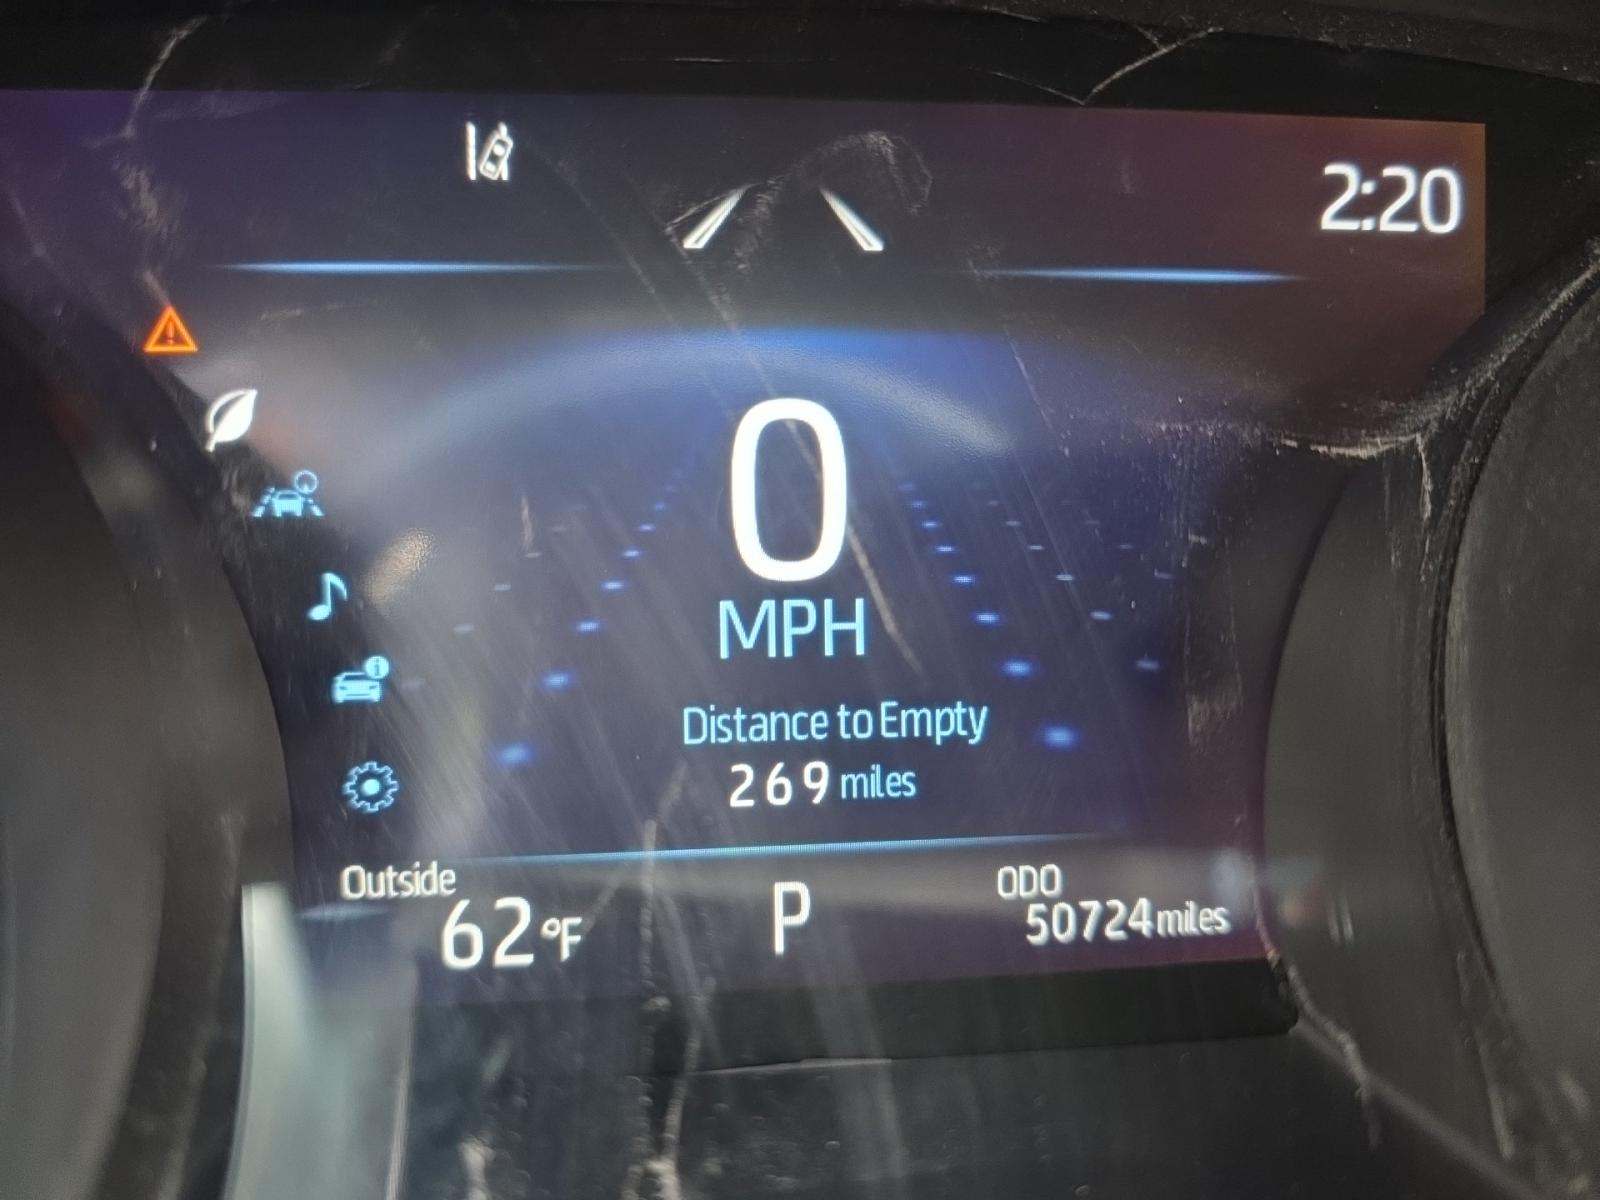 2:20
0
MPH
Distance to Empty
269 miles
Outside
62 °F
P
ODO
50724 miles